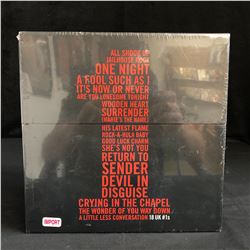 ALL SHOOK UP
JAILHOUSE ROCK
ONE NIGHT
A FOOL SUCH AS I
IT'S NOW OR NEVER
ARE YOU LONESOME TONIGHT
WOODEN HEART
SURRENDER
(MARIE'S THE NAME)
HIS LATEST FLAME
ROCK-A-HULA BABY
GOOD LUCK CHARM
SHE'S NOT YOU
RETURN TO
SENDER
DEVIL IN
DISGUISE
CRYING IN THE CHAPEL
THE WONDER OF YOU WAY DOWN
A LITTLE LESS CONVERSATION 18 UK #1s
IMPORT